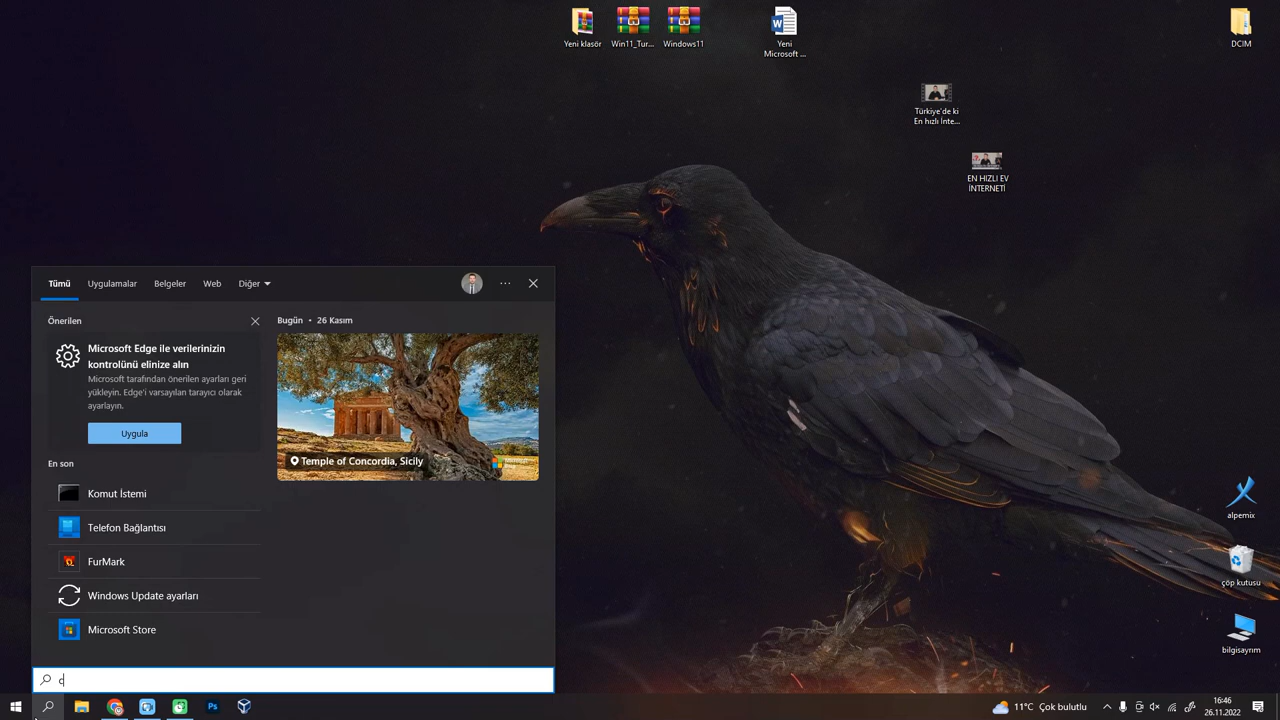 Yeni klasör
Win11_Tur...
Windows11
Yeni
Microsoft ...
DCIM
Türkiye'de ki
En hızlı İnte...
EN HIZLI EV
İNTERNETİ
Tümü
Uygulamalar
Belgeler
Web
Diğer
Önerilen
Microsoft Edge ile verilerinizin
kontrolünü elinize alın
Microsoft tarafından önerilen ayarları geri
yükleyin. Edge'i varsayılan tarayıcı olarak
ayarlayın.
Uygula
En son
Komut İstemi
Telefon Bağlantısı
FurMark
Windows Update ayarları
Microsoft Store
Bugün • 26 Kasım
Temple of Concordia, Sicily
c
alpemix
çöp kutusu
bilgisayrım
Ps
11°C Çok bulutlu
16:46
26.11.2022